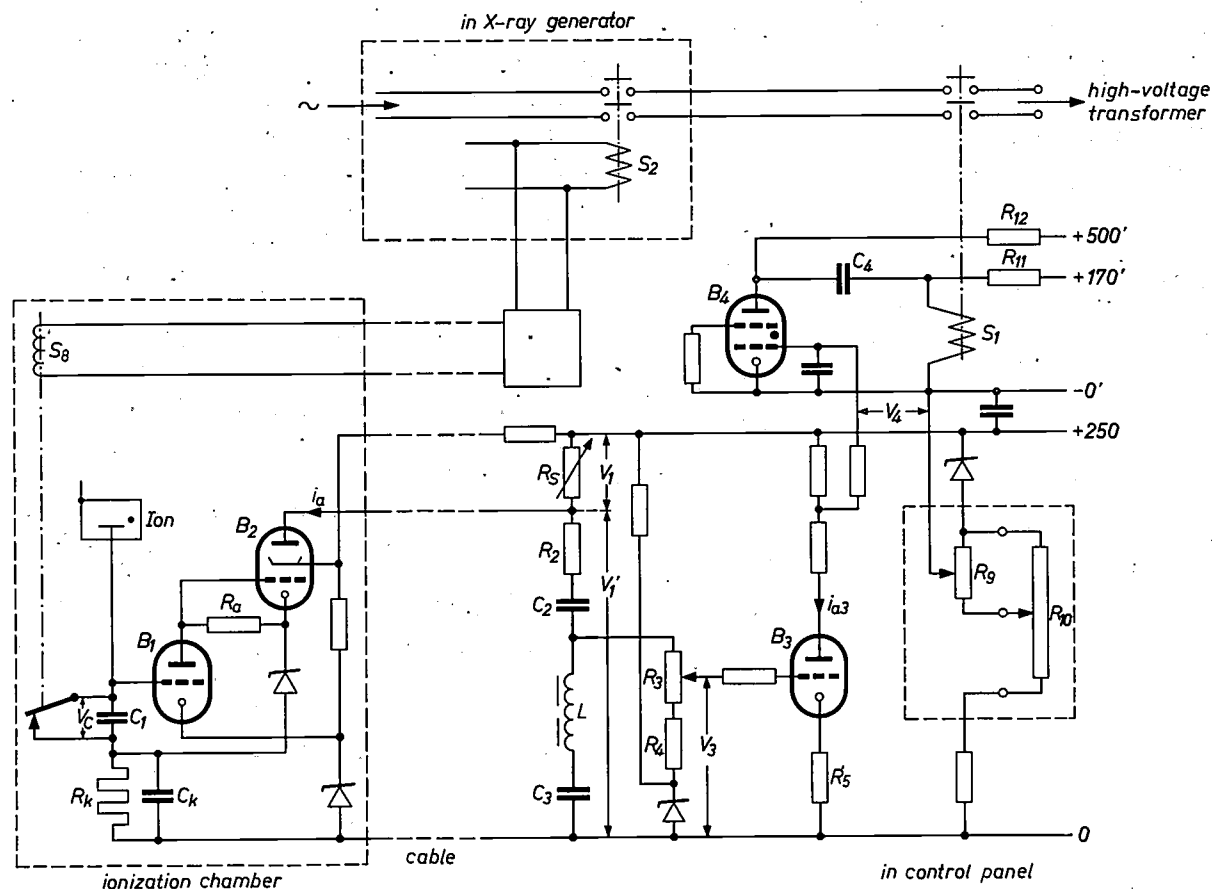 in X-ray generator
~
high-voltage
transformer
S2
R12
+500'
C4
R11
+170'
B4
S1
S8
-0'
V4
+250
RS
V1
ia
Ion
B2
R2
V1'
R9
Ra
C2
ia3
R10
B1
B3
R3
VC
C1
L
R4
V3
Rk
Ck
C3
R5
0
cable
in control panel
ionization chamber